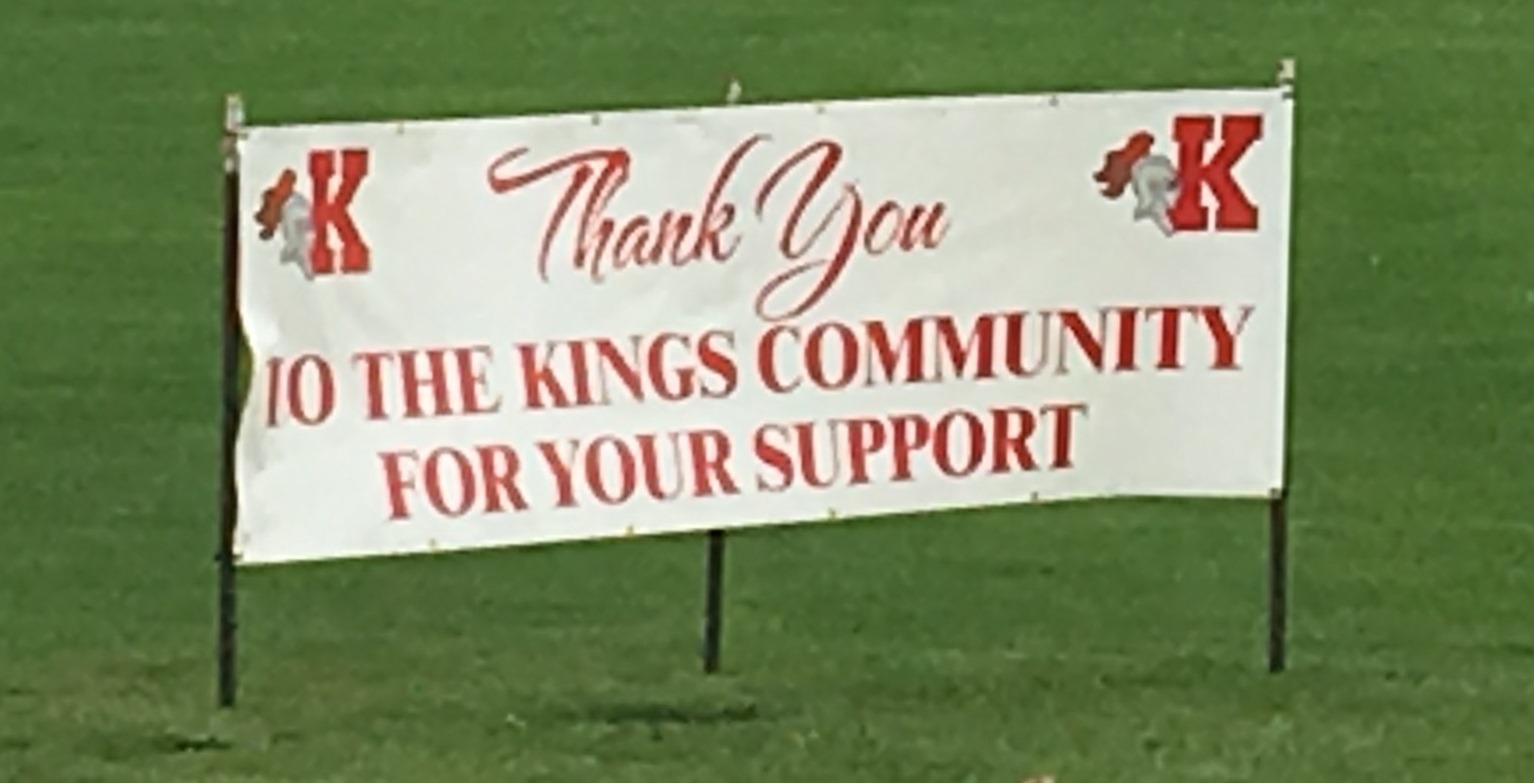 K K
Thank You
TO THE KINGS COMMUNITY
FOR YOUR SUPPORT